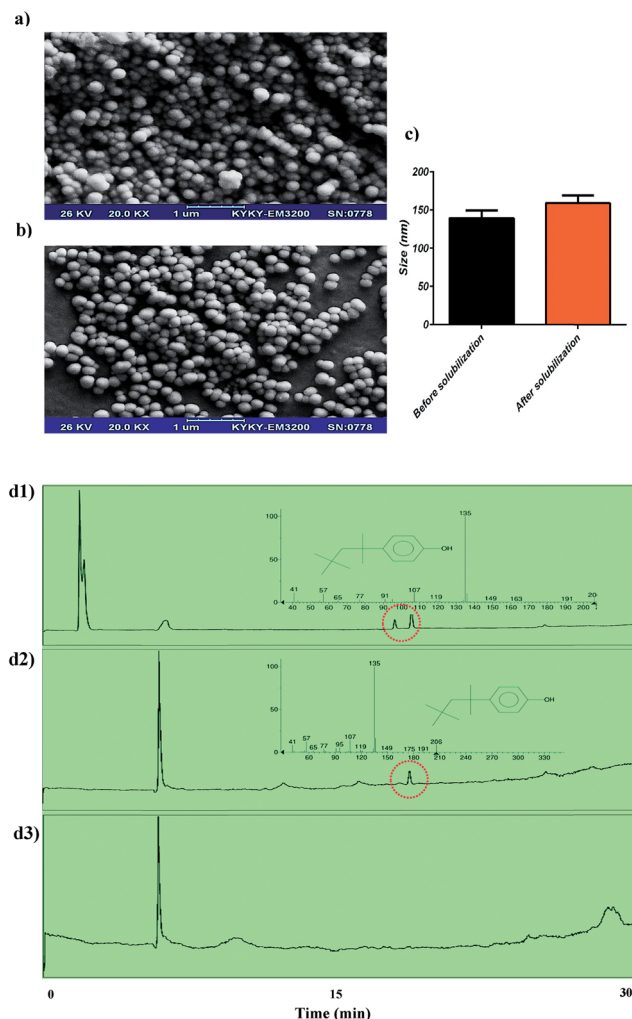 a)
26 KV 20.0 KX 1 um KYKY-EM3200 SN:0778
b)
26 KV 20.0 KX 1 um KYKY-EM3200 SN:0778
c)
200
150
100
50
0
Size (nm)
Before solubilization
After solubilization
d1)
100
50
0
135
OH
41 57 65 77 91 107 119 149 163 191 20
40 50 60 70 80 90 100 110 120 130 140 150 160 170 180 190 200
d2)
100
50
0
135
OH
41 57 65 77 95 107 119 149 175 191 206
60 90 120 150 180 210 240 270 300 330
d3)
0 15 30
Time (min)